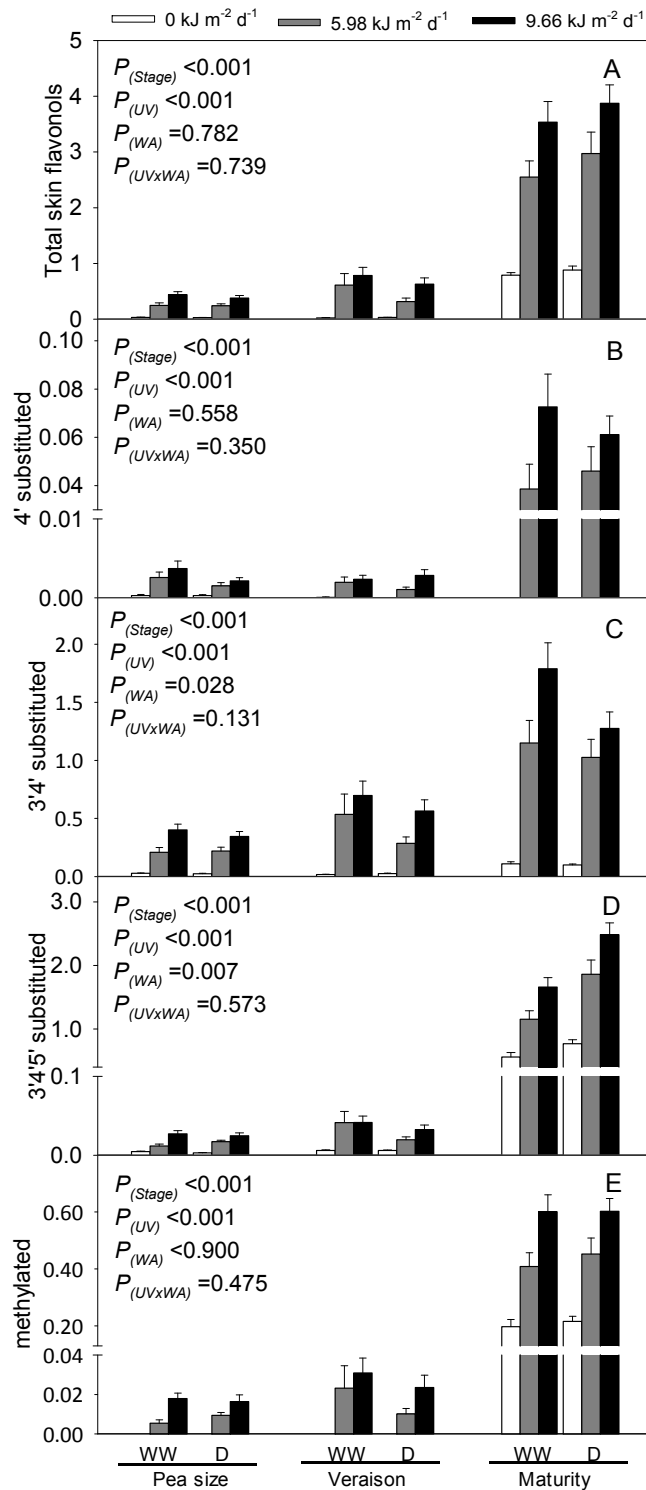 0 kJ m⁻² d⁻¹ 5.98 kJ m⁻² d⁻¹ 9.66 kJ m⁻² d⁻¹
Total skin flavonols
5
4
3
2
1
0
P(Stage) <0.001
P(UV) <0.001
P(WA) =0.782
P(UVxWA) =0.739
A
4' substituted
0.10
0.08
0.06
0.04
0.01
0.00
P(Stage) <0.001
P(UV) <0.001
P(WA) =0.558
P(UVxWA) =0.350
B
3'4' substituted
2.0
1.5
1.0
0.5
0.0
P(Stage) <0.001
P(UV) <0.001
P(WA) =0.028
P(UVxWA) =0.131
C
3'4'5' substituted
3.0
2.0
1.0
0.1
0.0
P(Stage) <0.001
P(UV) <0.001
P(WA) =0.007
P(UVxWA) =0.573
D
methylated
0.60
0.40
0.20
0.04
0.02
0.00
P(Stage) <0.001
P(UV) <0.001
P(WA) <0.900
P(UVxWA) =0.475
E
WW D WW D WW D
Pea size Veraison Maturity